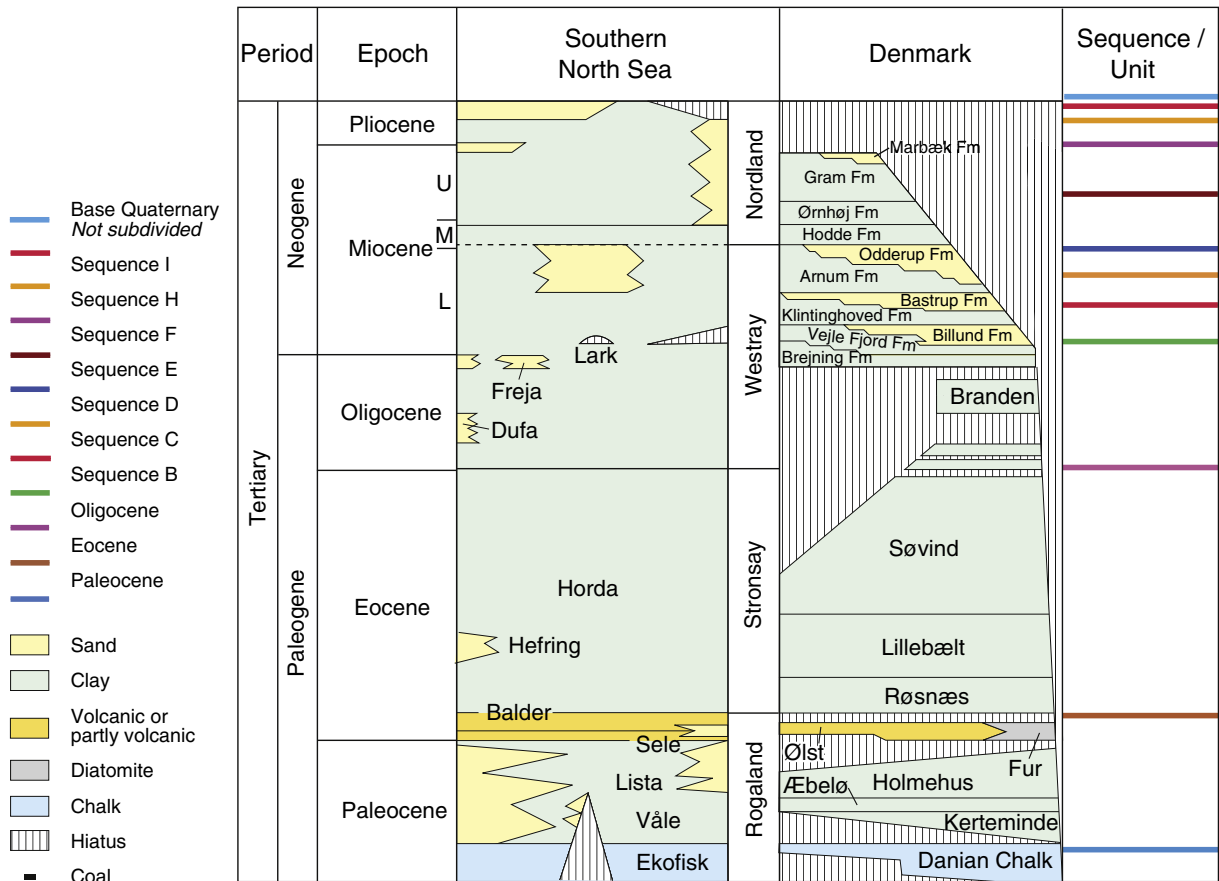 Period
Epoch
Southern
North Sea
Denmark
Sequence /
Unit
Tertiary
Neogene
Paleogene
Pliocene
Miocene
U
M
L
Oligocene
Eocene
Paleocene
Lark
Freja
Dufa
Horda
Hefring
Balder
Sele
Lista
Våle
Ekofisk
Nordland
Westray
Stronsay
Rogaland
Marbæk Fm
Gram Fm
Ørnhøj Fm
Hodde Fm
Odderup Fm
Arnum Fm
Bastrup Fm
Klintinghoved Fm
Billund Fm
Vejle Fjord Fm
Brejning Fm
Branden
Søvind
Lillebælt
Røsnæs
Ølst
Fur
Æbelø
Holmehus
Kerteminde
Danian Chalk
Base Quaternary
Not subdivided
Sequence I
Sequence H
Sequence F
Sequence E
Sequence D
Sequence C
Sequence B
Oligocene
Eocene
Paleocene
Sand
Clay
Volcanic or
partly volcanic
Diatomite
Chalk
Hiatus
Coal